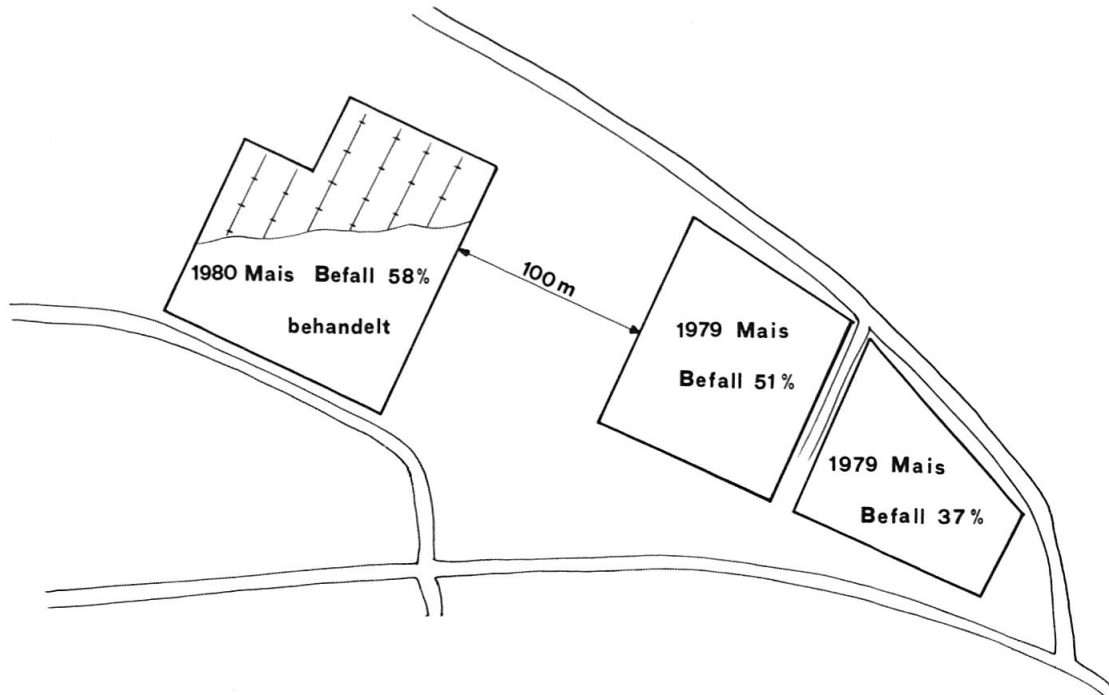 1980 Mais Befall 58%
behandelt
100 m
1979 Mais
Befall 51%
1979 Mais
Befall 37%